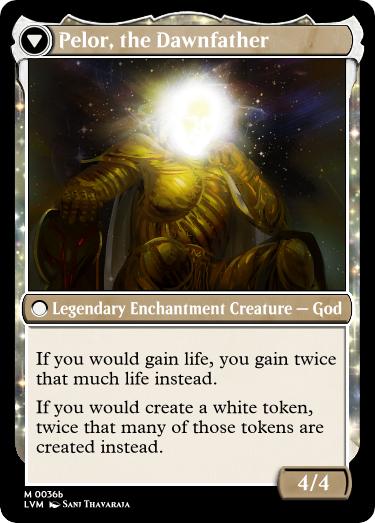 Pelor, the Dawnfather
Legendary Enchantment Creature — God
If you would gain life, you gain twice
that much life instead.
If you would create a white token,
twice that many of those tokens are
created instead.
4/4
M 0036b
LVM Sani Thavaraja